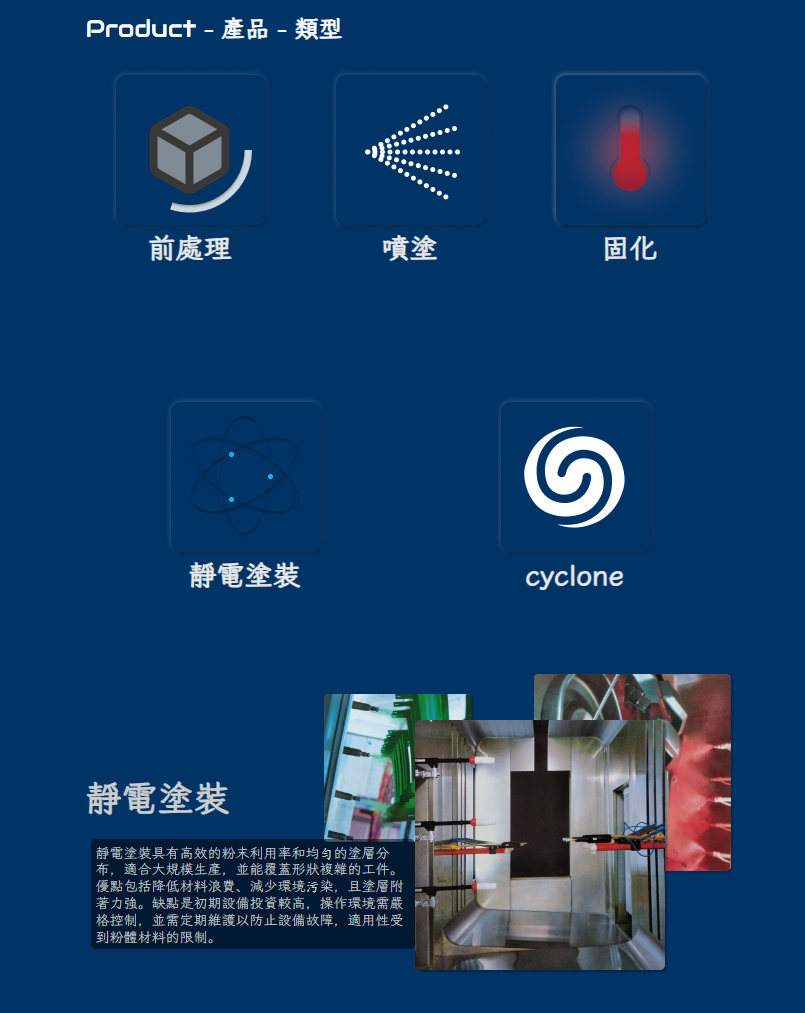 Product - 產品 - 類型
前處理
噴塗
固化
靜電塗裝
cyclone
靜電塗裝
靜電塗裝具有高效的粉末利用率和均勻的塗層分
布，適合大規模生產，並能覆蓋形狀複雜的工件。
優點包括降低材料浪費、減少環境污染，且塗層附
著力強。缺點是初期設備投資較高，操作環境需嚴
格控制，並需定期維護以防止設備故障，適用性受
到粉體材料的限制。